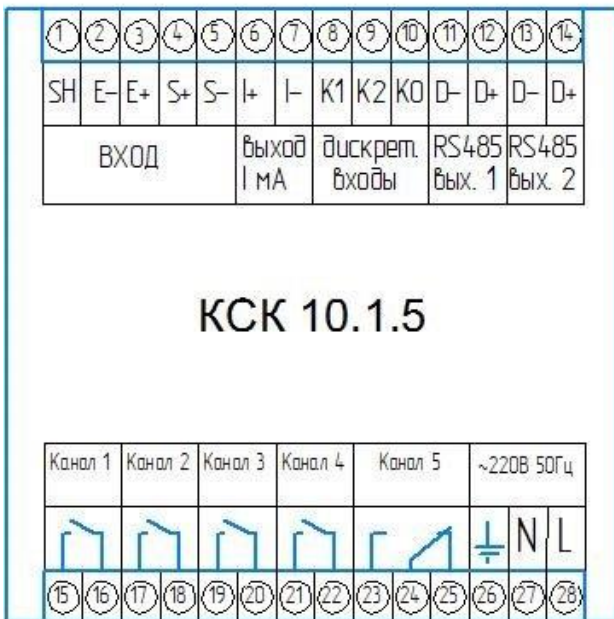 1 2 3 4 5 6 7 8 9 10 11 12 13 14
SH E- E+ S+ S- I+ I- K1 K2 K0 D- D+ D- D+
ВХОД выход дискрет. RS485 RS485
I мА входы вых. 1 вых. 2
КСК 10.1.5
Канал 1 Канал 2 Канал 3 Канал 4 Канал 5 ~220В 50Гц
N L
15 16 17 18 19 20 21 22 23 24 25 26 27 28